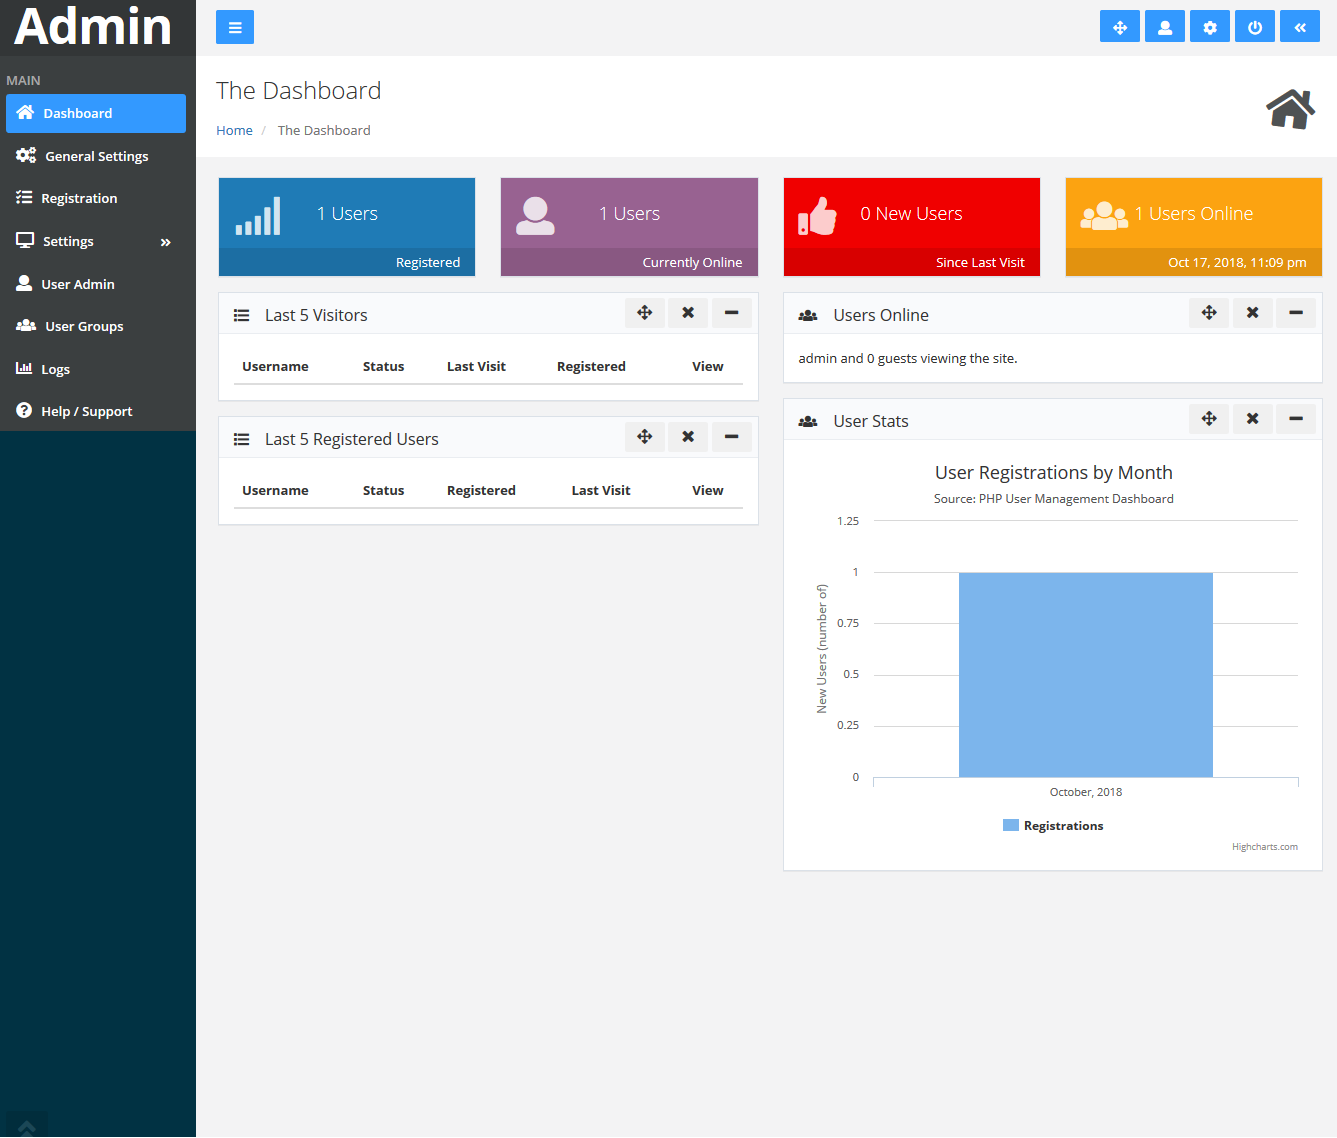 Admin
MAIN
Dashboard
General Settings
Registration
Settings
User Admin
User Groups
Logs
Help / Support
The Dashboard
Home / The Dashboard
1 Users
Registered
1 Users
Currently Online
0 New Users
Since Last Visit
1 Users Online
Oct 17, 2018, 11:09 pm
Last 5 Visitors
Username Status Last Visit Registered View
Last 5 Registered Users
Username Status Registered Last Visit View
Users Online
admin and 0 guests viewing the site.
User Stats
User Registrations by Month
Source: PHP User Management Dashboard
New Users (number of)
1.25
1
0.75
0.5
0.25
0
October, 2018
Registrations
Highcharts.com